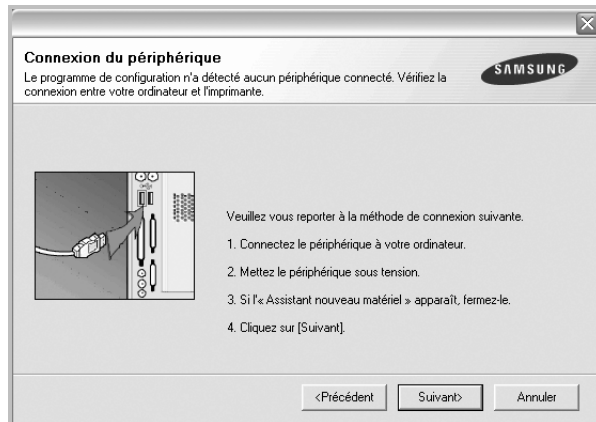 Connexion du périphérique
Le programme de configuration n'a détecté aucun périphérique connecté. Vérifiez la
connexion entre votre ordinateur et l'imprimante.
SAMSUNG
Veuillez vous reporter à la méthode de connexion suivante.
1. Connectez le périphérique à votre ordinateur.
2. Mettez le périphérique sous tension.
3. Si l'« Assistant nouveau matériel » apparaît, fermez-le.
4. Cliquez sur [Suivant].
<Précédent
Suivant>
Annuler